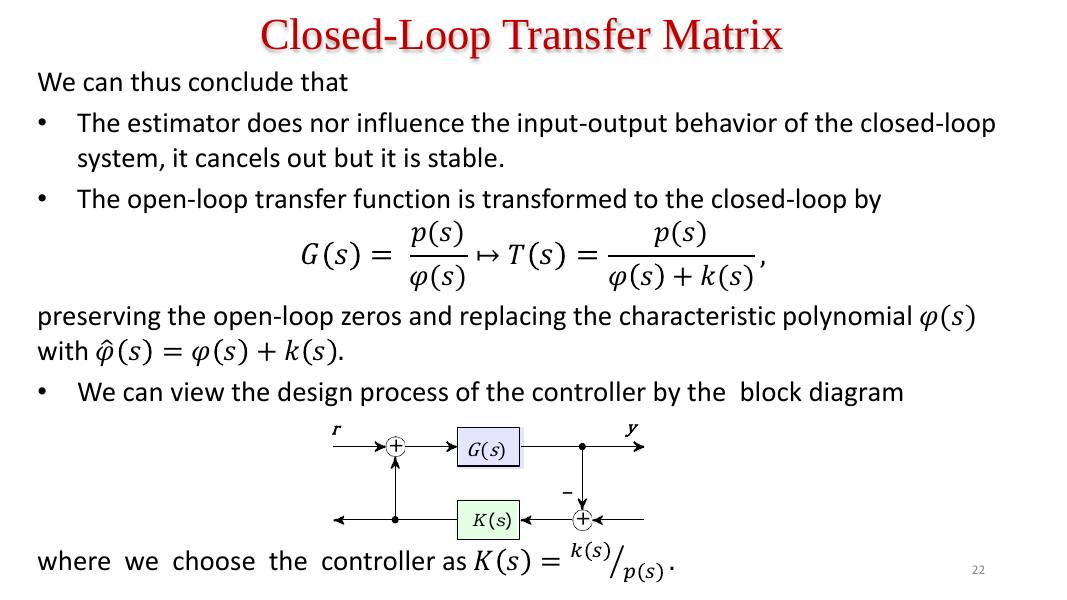 Closed-Loop Transfer Matrix
We can thus conclude that
• The estimator does nor influence the input-output behavior of the closed-loop
system, it cancels out but it is stable.
• The open-loop transfer function is transformed to the closed-loop by
G(s) = p(s)/φ(s) ↦ T(s) = p(s)/(φ(s) + k(s)),
preserving the open-loop zeros and replacing the characteristic polynomial φ(s)
with φ̂(s) = φ(s) + k(s).
• We can view the design process of the controller by the block diagram
r
y
+
G(s)
−
K(s)
+
where we choose the controller as K(s) = k(s)/p(s).
22